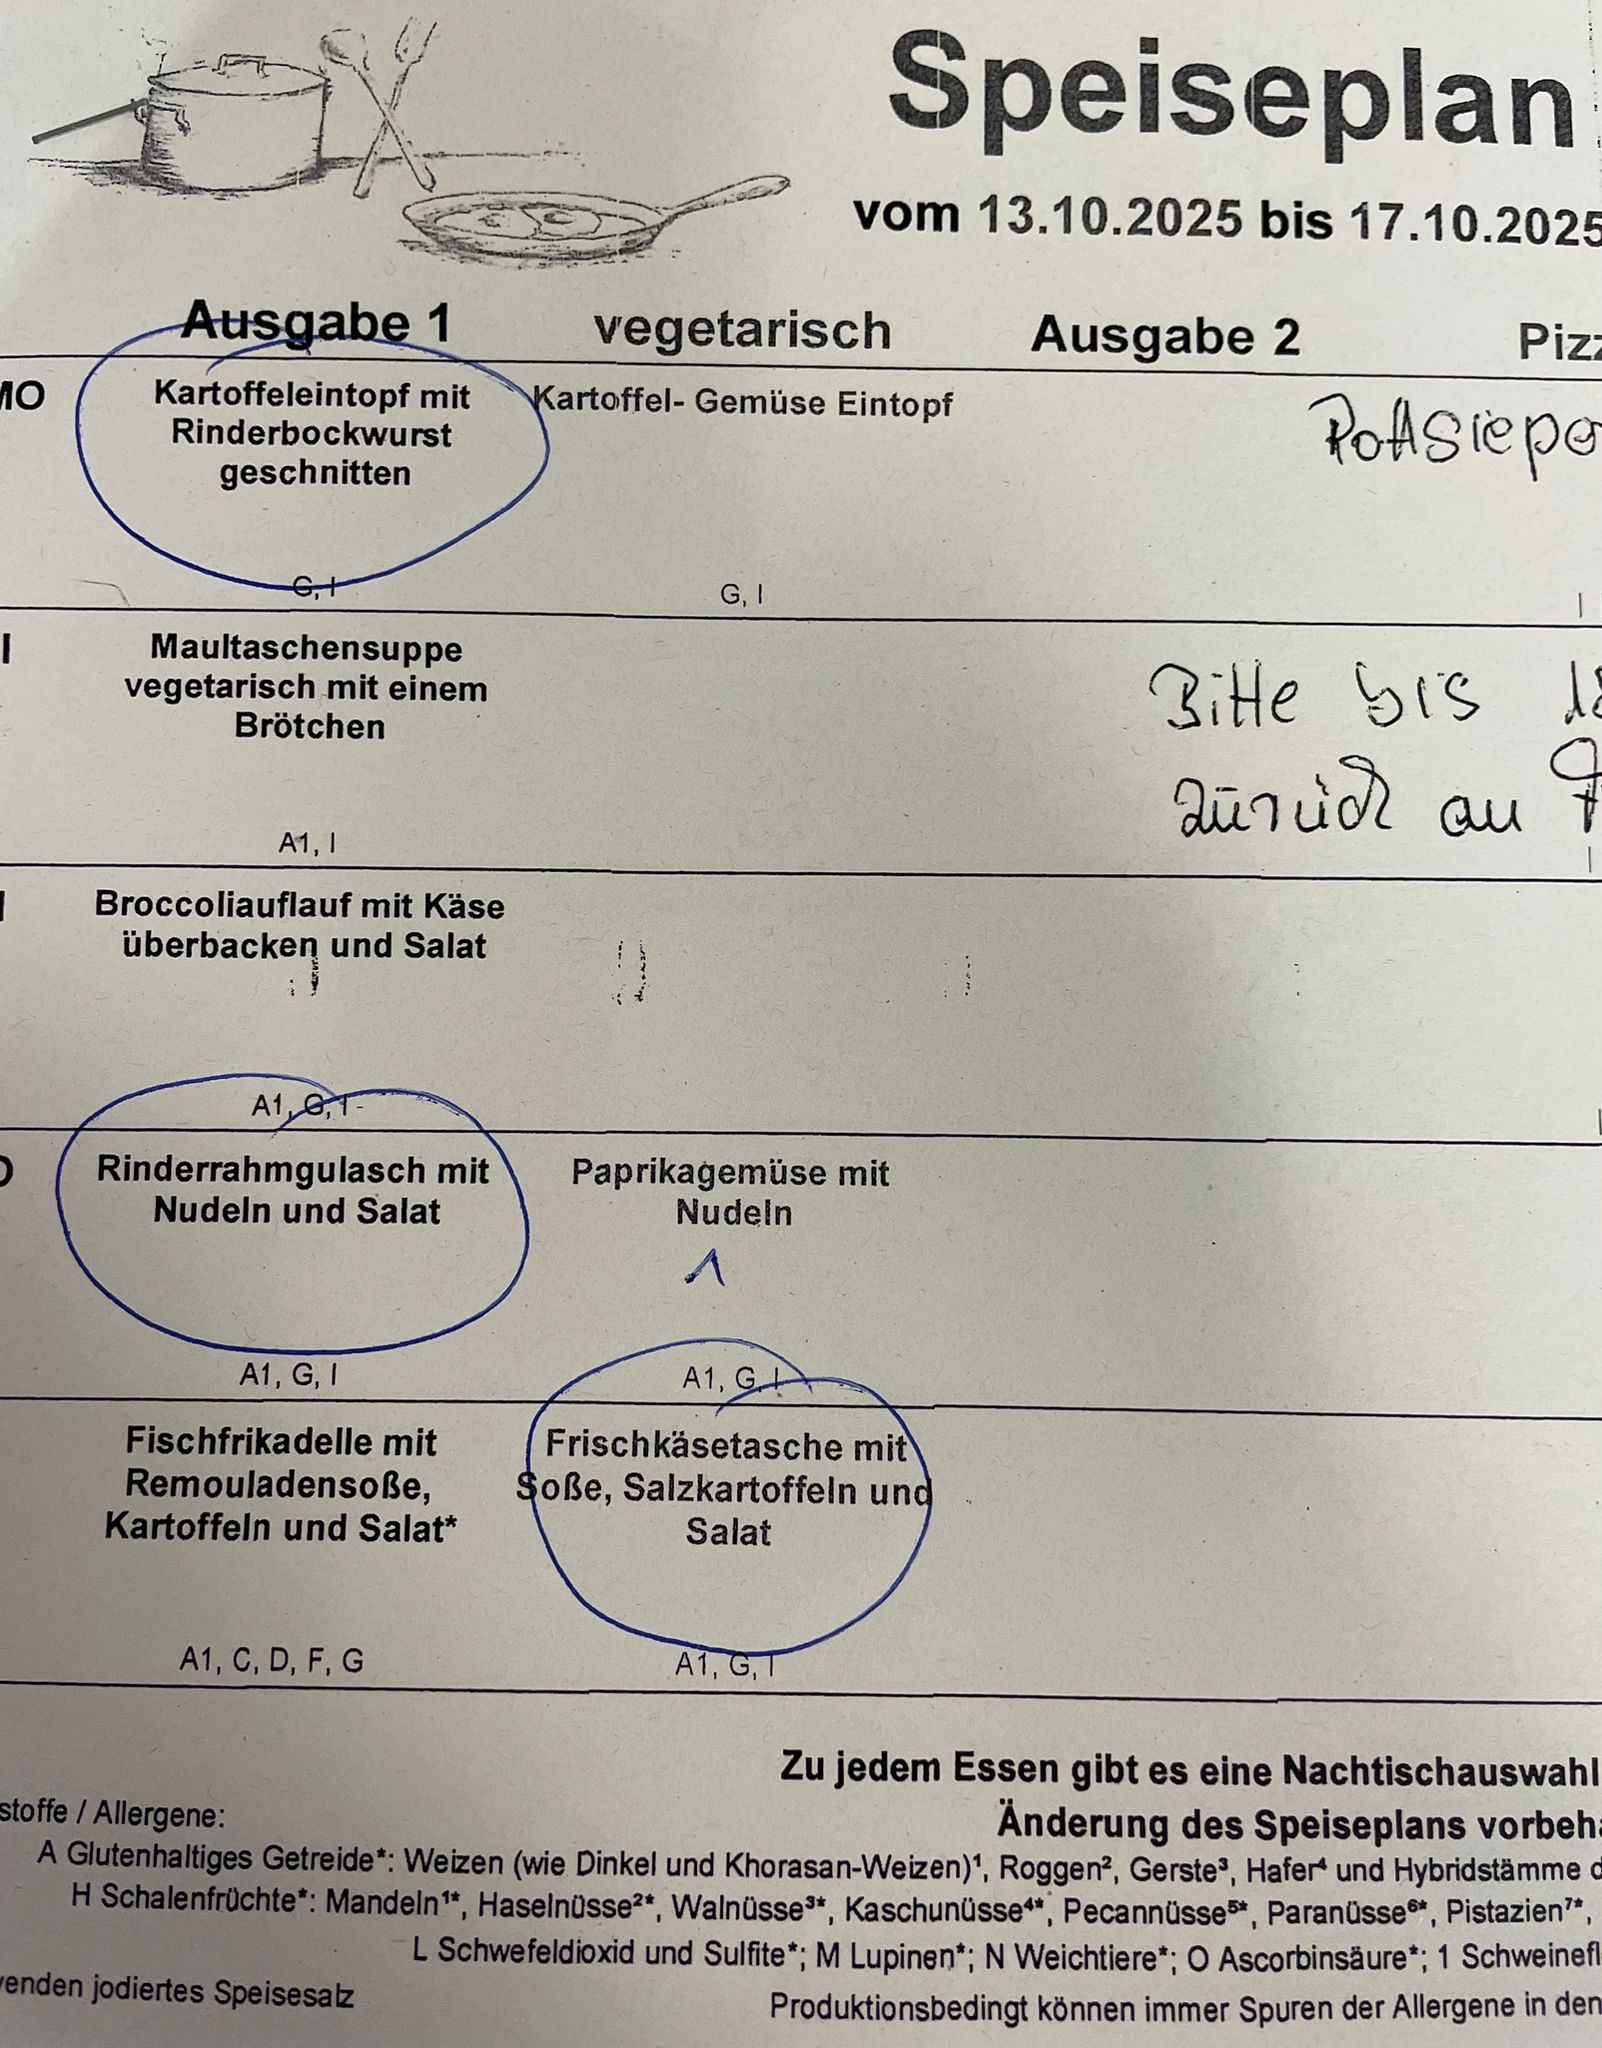 Speiseplan
vom 13.10.2025 bis 17.10.2025
Ausgabe 1 vegetarisch Ausgabe 2
MO
Kartoffeleintopf mit
Rinderbockwurst
geschnitten
G, I
Kartoffel- Gemüse Eintopf
G, I
Maultaschensuppe
vegetarisch mit einem
Brötchen
A1, I
Bitte bis
zurück an
Broccoliauflauf mit Käse
überbacken und Salat
A1, G, I
Rinderrahmgulasch mit
Nudeln und Salat
A1, G, I
Paprikagemüse mit
Nudeln
1
A1, G, I
Fischfrikadelle mit
Remouladensoße,
Kartoffeln und Salat*
A1, C, D, F, G
Frischkäsetasche mit
Soße, Salzkartoffeln und
Salat
A1, G, I
Zu jedem Essen gibt es eine Nachtischauswahl
Änderung des Speiseplans
stoffe / Allergene:
A Glutenhaltiges Getreide*: Weizen (wie Dinkel und Khorasan-Weizen)¹, Roggen², Gerste³, Hafer⁴ und Hybridstämme
H Schalenfrüchte*: Mandeln¹*, Haselnüsse²*, Walnüsse³*, Kaschunüsse⁴*, Pecannüsse⁵*, Paranüsse⁶*, Pistazien⁷*,
L Schwefeldioxid und Sulfite*; M Lupinen*; N Weichtiere*; O Ascorbinsäure*; 1
jodiertes Speisesalz
Produktionsbedingt können immer Spuren der Allergene in den